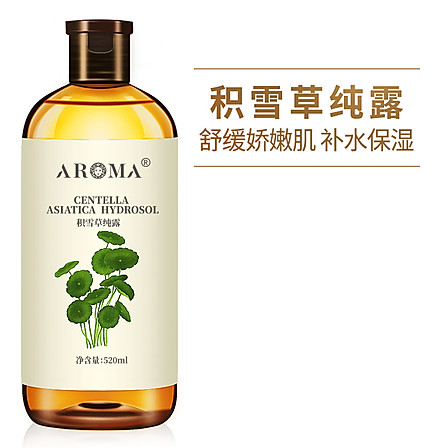 AROMA®
CENTELLA
ASIATICA HYDROSOL
积雪草纯露
净含量:520ml
积雪草纯露
舒缓娇嫩肌 补水保湿